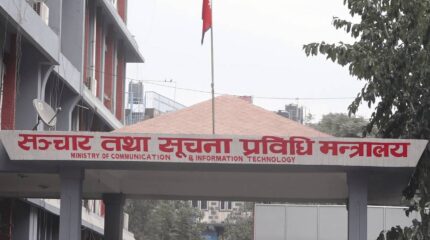 सञ्चार तथा सूचना प्रविधि मन्त्रालय
MINISTRY OF COMMUNICATION & INFORMATION TECHNOLOGY